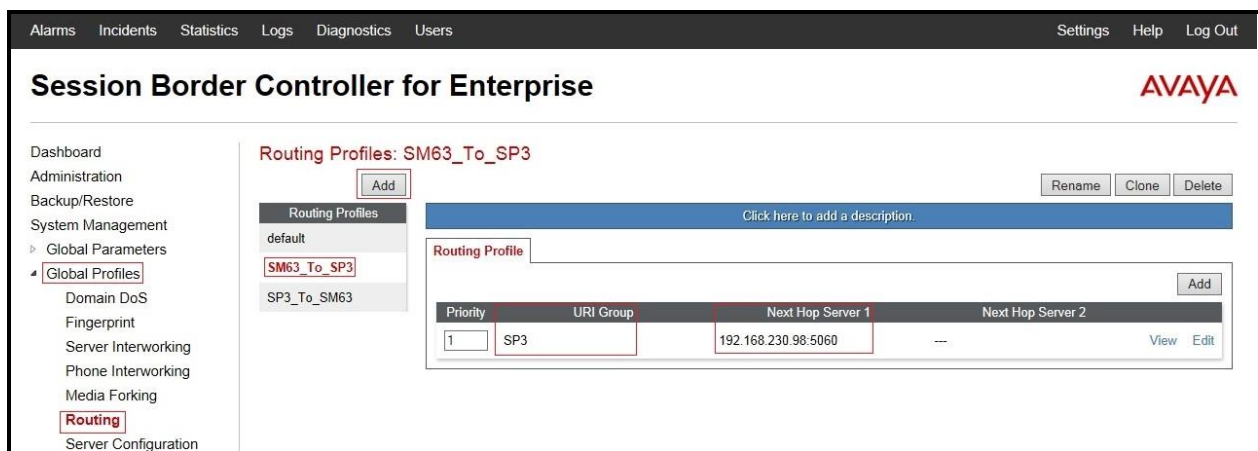 Alarms Incidents Statistics Logs Diagnostics Users Settings Help Log Out
Session Border Controller for Enterprise
AVAYA
Dashboard
Administration
Backup/Restore
System Management
Global Parameters
Global Profiles
Domain DoS
Fingerprint
Server Interworking
Phone Interworking
Media Forking
Routing
Server Configuration
Routing Profiles: SM63_To_SP3
Add
Rename Clone Delete
Routing Profiles
default
SM63_To_SP3
SP3_To_SM63
Click here to add a description.
Routing Profile
Add
Priority URI Group Next Hop Server 1 Next Hop Server 2
1 SP3 192.168.230.98:5060 --- View Edit